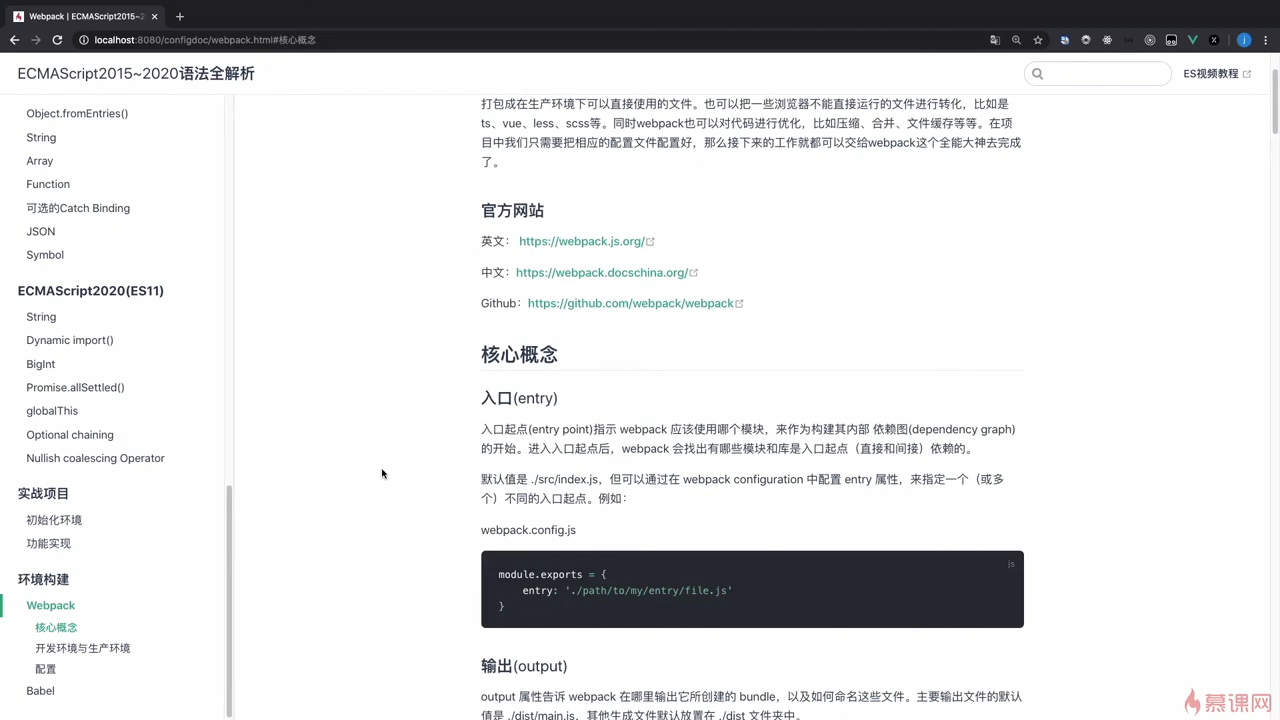 Webpack | ECMAScript2015~2
localhost:8080/configdoc/webpack.html#核心概念
ECMAScript2015~2020语法全解析
ES视频教程
Object.fromEntries()
String
Array
Function
可选的Catch Binding
JSON
Symbol
ECMAScript2020(ES11)
String
Dynamic import()
BigInt
Promise.allSettled()
globalThis
Optional chaining
Nullish coalescing Operator
实战项目
初始化环境
功能实现
环境构建
Webpack
核心概念
开发环境与生产环境
配置
Babel
打包成在生产环境下可以直接使用的文件。也可以把一些浏览器不能直接运行的文件进行转化，比如是
ts、vue、less、scss等。同时webpack也可以对代码进行优化，比如压缩、合并、文件缓存等等。在项
目中我们只需要把相应的配置文件配置好，那么接下来的工作就都可以交给webpack这个全能大神去完成
了。
官方网站
英文： https://webpack.js.org/
中文：https://webpack.docschina.org/
Github：https://github.com/webpack/webpack
核心概念
入口(entry)
入口起点(entry point)指示 webpack 应该使用哪个模块，来作为构建其内部 依赖图(dependency graph)
的开始。进入入口起点后，webpack 会找出有哪些模块和库是入口起点（直接和间接）依赖的。
默认值是 ./src/index.js，但可以通过在 webpack configuration 中配置 entry 属性，来指定一个（或多
个）不同的入口起点。例如：
webpack.config.js
js
module.exports = {
entry: './path/to/my/entry/file.js'
}
输出(output)
output 属性告诉 webpack 在哪里输出它所创建的 bundle，以及如何命名这些文件。主要输出文件的默认
值是 ./dist/main.js，其他生成文件默认放置在 ./dist 文件夹中。
慕课网